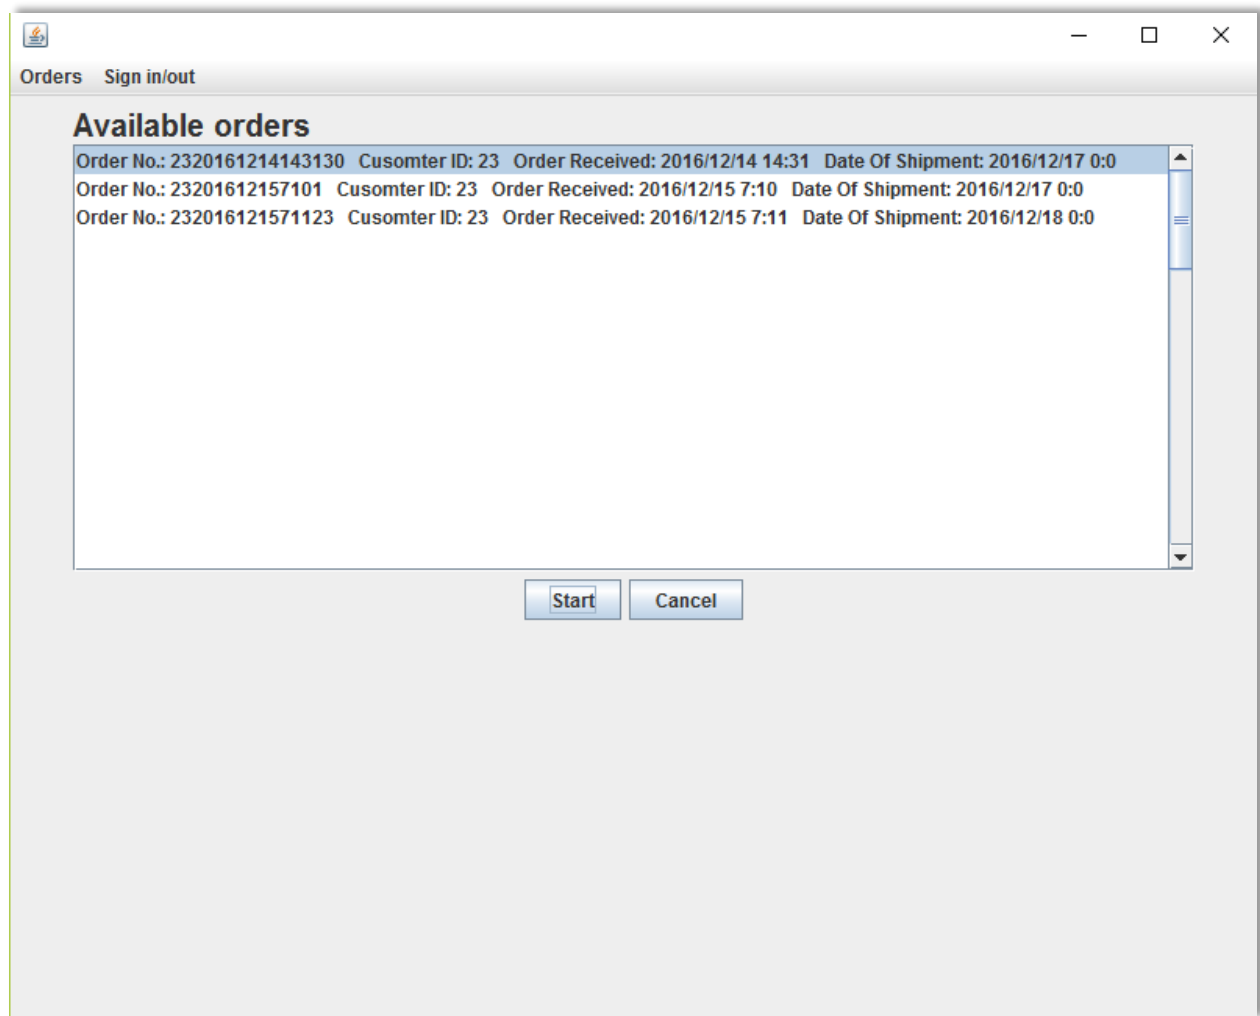 Orders Sign in/out
Available orders
Order No.: 2320161214143130 Cusomter ID: 23 Order Received: 2016/12/14 14:31 Date Of Shipment: 2016/12/17 0:0
Order No.: 23201612157101 Cusomter ID: 23 Order Received: 2016/12/15 7:10 Date Of Shipment: 2016/12/17 0:0
Order No.: 232016121571123 Cusomter ID: 23 Order Received: 2016/12/15 7:11 Date Of Shipment: 2016/12/18 0:0
Start Cancel